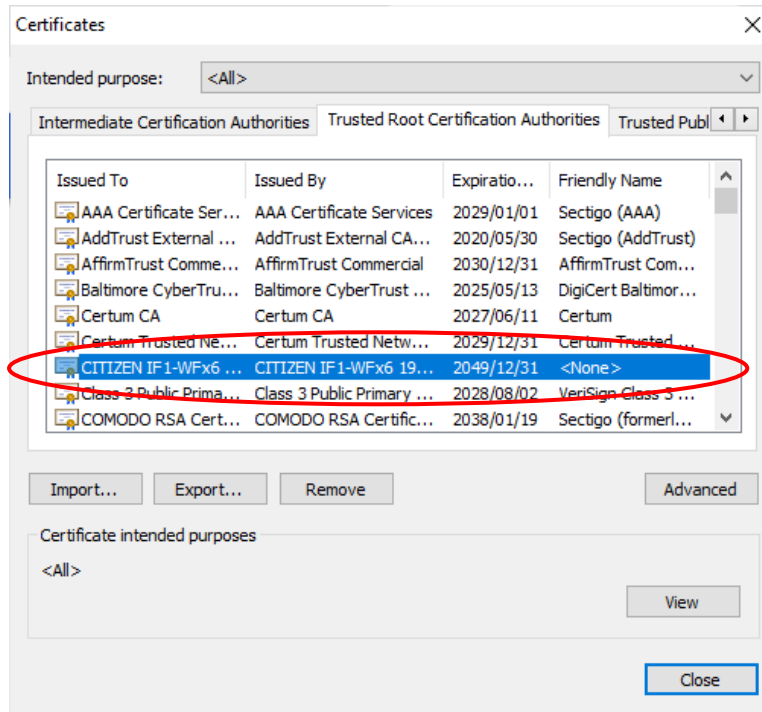 Certificates
Intended purpose: <All>
Intermediate Certification Authorities Trusted Root Certification Authorities Trusted Publ
Issued To Issued By Expiratio... Friendly Name
AAA Certificate Ser... AAA Certificate Services 2029/01/01 Sectigo (AAA)
AddTrust External ... AddTrust External CA... 2020/05/30 Sectigo (AddTrust)
AffirmTrust Comme... AffirmTrust Commercial 2030/12/31 AffirmTrust Com...
Baltimore CyberTru... Baltimore CyberTrust ... 2025/05/13 DigiCert Baltimor...
Certum CA Certum CA 2027/06/11 Certum
Certum Trusted Ne... Certum Trusted Netw... 2029/12/31 Certum Trusted ...
CITIZEN IF1-WFx6 ... CITIZEN IF1-WFx6 19... 2049/12/31 <None>
Class 3 Public Prima... Class 3 Public Primary ... 2028/08/02 VeriSign Class 3 ...
COMODO RSA Cert... COMODO RSA Certific... 2038/01/19 Sectigo (formerl...
Import... Export... Remove Advanced
Certificate intended purposes
<All>
View
Close